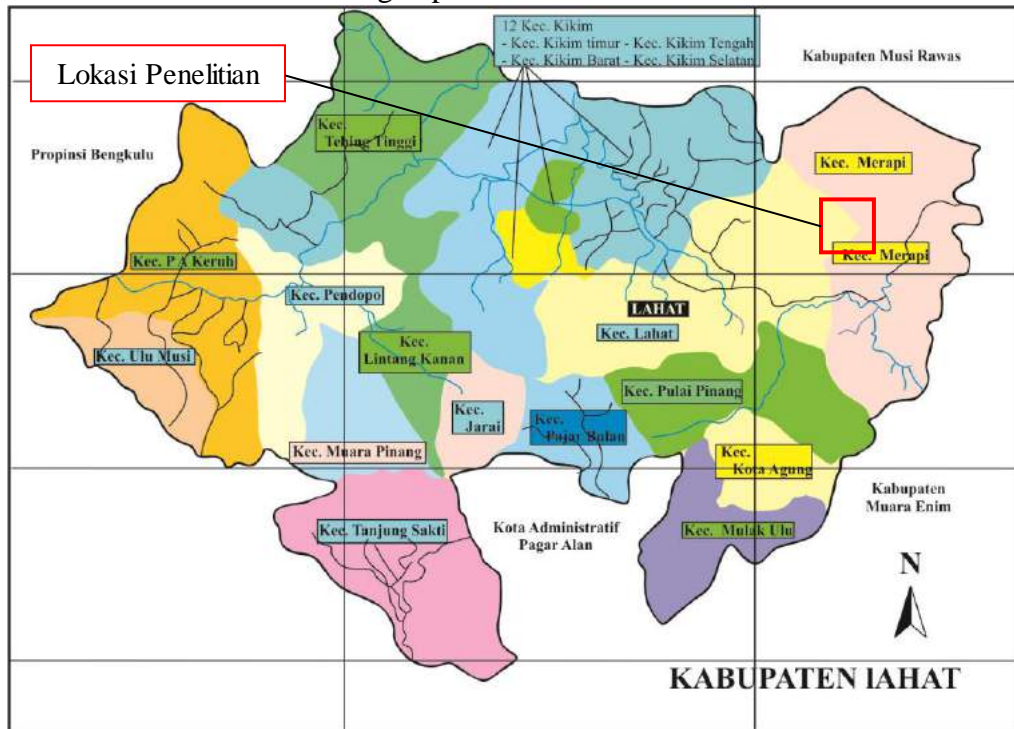 12 Kec. Kikim
- Kec. Kikim timur - Kec. Kikim Tengah
- Kec. Kikim Barat - Kec. Kikim Selatan
Kabupaten Musi Rawas
Lokasi Penelitian
Kec.
Tebing Tinggi
Propinsi Bengkulu
Kec. Merapi
Kec. Merapi
Kec. P A Keruh
Kec. Pendopo
LAHAT
Kec. Lahat
Kec. Ulu Musi
Kec.
Lintang Kanan
Kec. Pulai Pinang
Kec.
Jarai
Kec.
Pajar Bulan
Kec. Muara Pinang
Kec.
Kota Agung
Kabupaten
Muara Enim
Kec. Tanjung Sakti
Kota Administratif
Pagar Alan
Kec. Mulak Ulu
N
KABUPATEN lAHAT